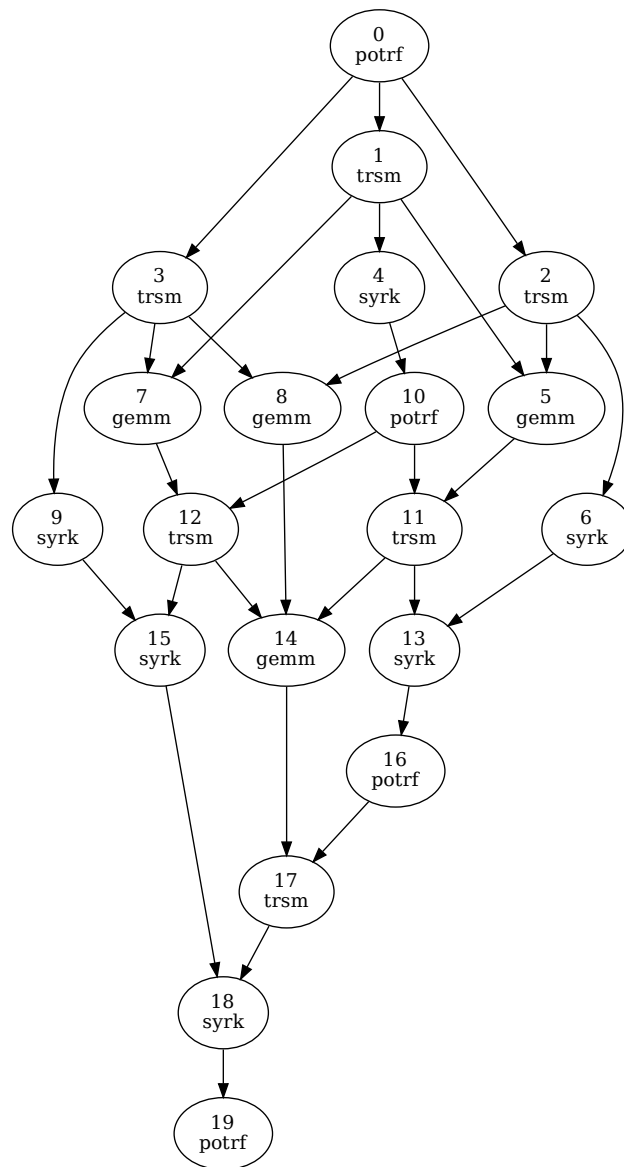 0
potrf
1
trsm
3
trsm
4
syrk
2
trsm
7
gemm
8
gemm
10
potrf
5
gemm
9
syrk
12
trsm
11
trsm
6
syrk
15
syrk
14
gemm
13
syrk
16
potrf
17
trsm
18
syrk
19
potrf